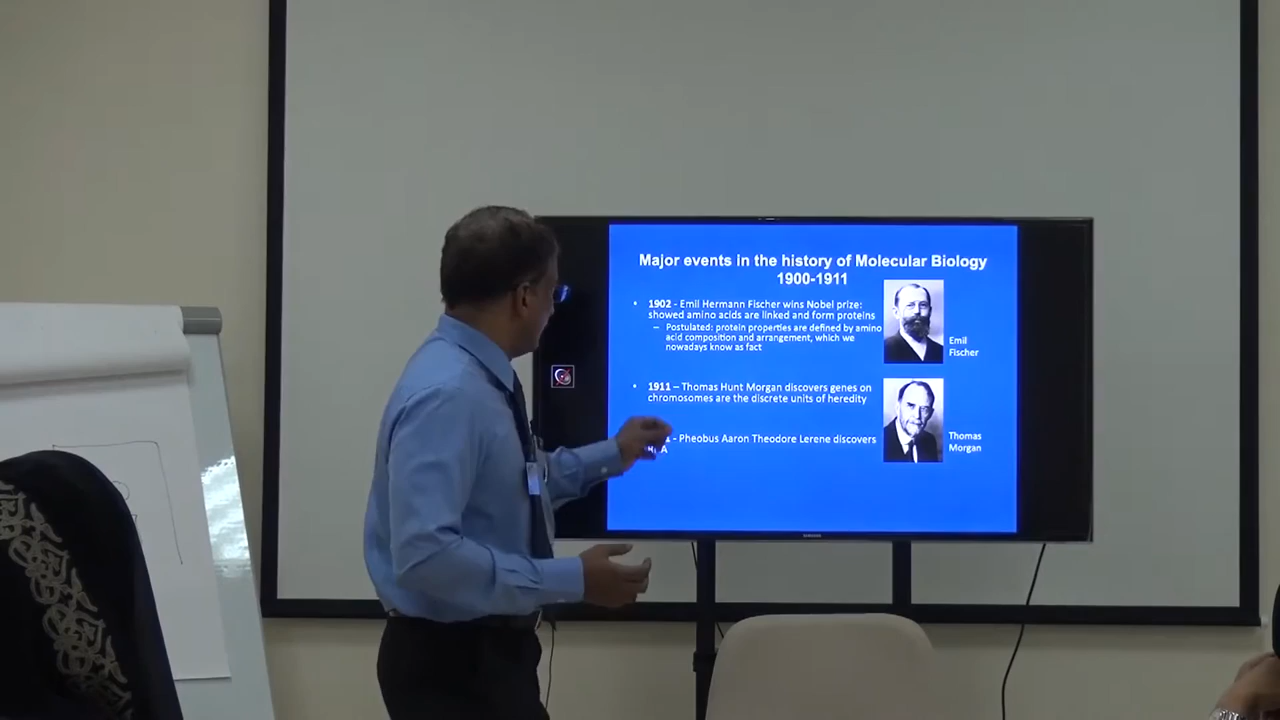 Major events in the history of Molecular Biology
1900-1911
• 1902 - Emil Hermann Fischer wins Nobel prize:
showed amino acids are linked and form proteins
– Postulated: protein properties are defined by amino
acid composition and arrangement, which we
nowadays know as fact
Emil
Fischer
• 1911 – Thomas Hunt Morgan discovers genes on
chromosomes are the discrete units of heredity
Thomas
Morgan
- Pheobus Aaron Theodore Lerene discovers
SAMSUNG